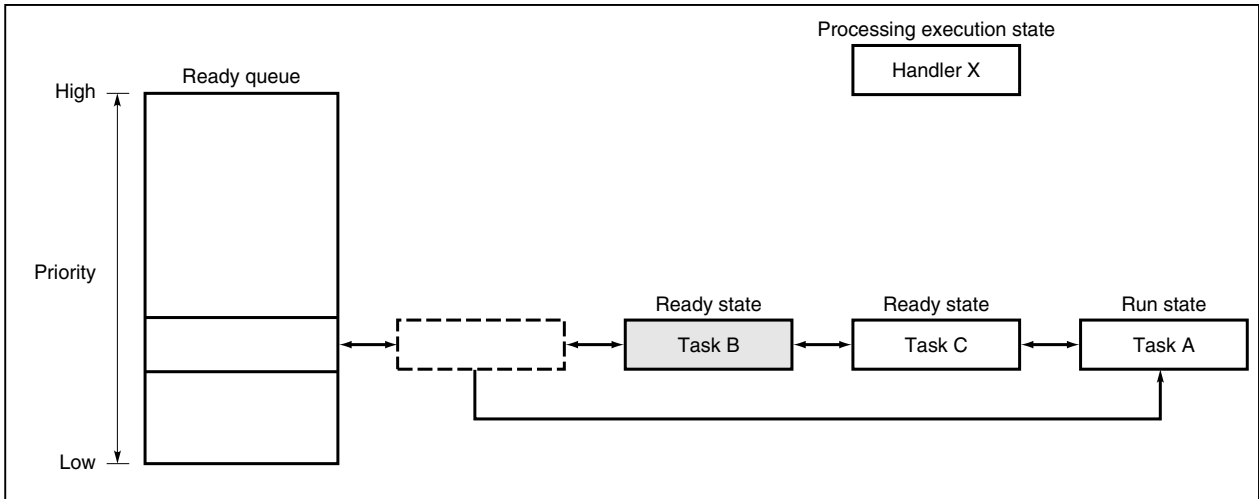 Processing execution state
Handler X
Ready queue
High
Priority
Low
Ready state
Ready state
Run state
Task B
Task C
Task A